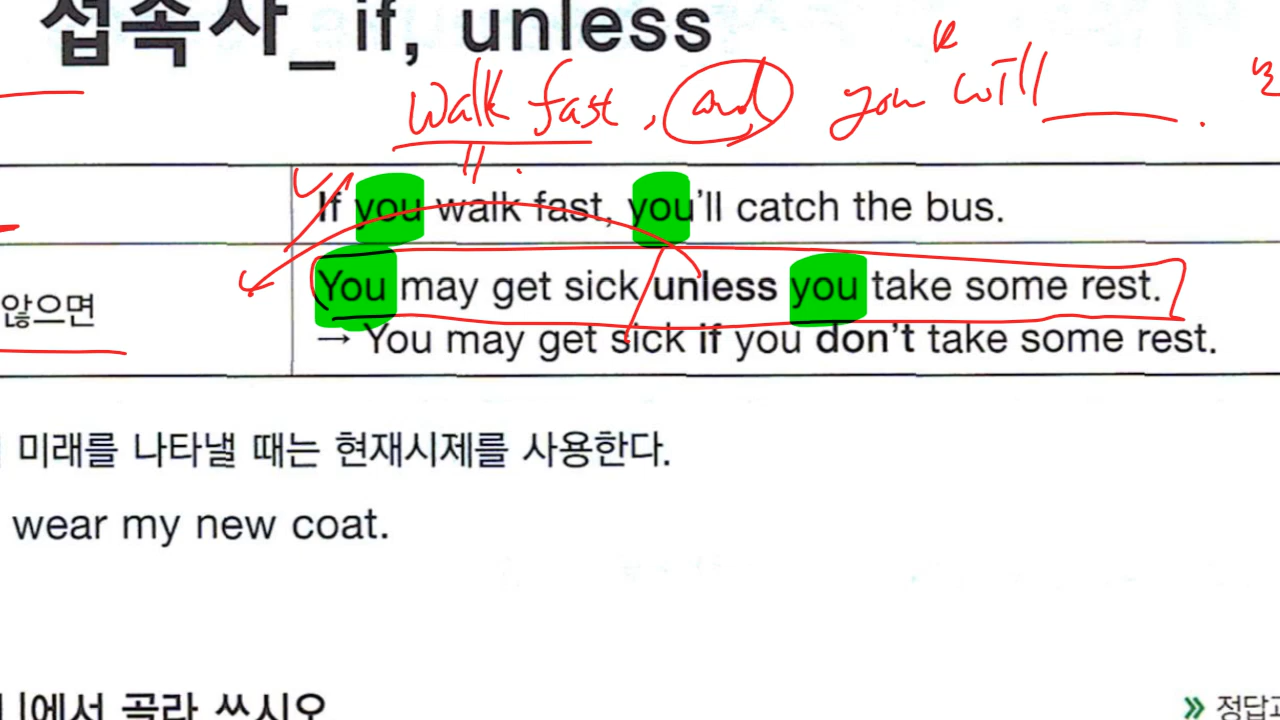 접속사_if, unless
walk fast, and you will
If you walk fast, you'll catch the bus.
You may get sick unless you take some rest.
않으면
→ You may get sick if you don't take some rest.
미래를 나타낼 때는 현재시제를 사용한다.
wear my new coat.
에서 골라 쓰시오
» 정답과